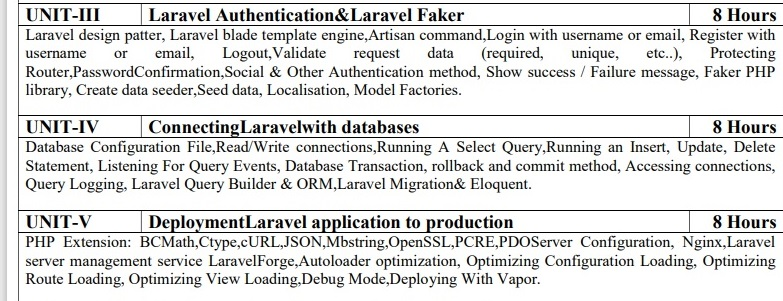 UNIT-III Laravel Authentication&Laravel Faker 8 Hours
Laravel design patter, Laravel blade template engine,Artisan command,Login with username or email, Register with
username or email, Logout,Validate request data (required, unique, etc..), Protecting
Router,PasswordConfirmation,Social & Other Authentication method, Show success / Failure message, Faker PHP
library, Create data seeder,Seed data, Localisation, Model Factories.
UNIT-IV ConnectingLaravelwith databases 8 Hours
Database Configuration File,Read/Write connections,Running A Select Query,Running an Insert, Update, Delete
Statement, Listening For Query Events, Database Transaction, rollback and commit method, Accessing connections,
Query Logging, Laravel Query Builder & ORM,Laravel Migration& Eloquent.
UNIT-V DeploymentLaravel application to production 8 Hours
PHP Extension: BCMath,Ctype,cURL,JSON,Mbstring,OpenSSL,PCRE,PDOServer Configuration, Nginx,Laravel
server management service LaravelForge,Autoloader optimization, Optimizing Configuration Loading, Optimizing
Route Loading, Optimizing View Loading,Debug Mode,Deploying With Vapor.